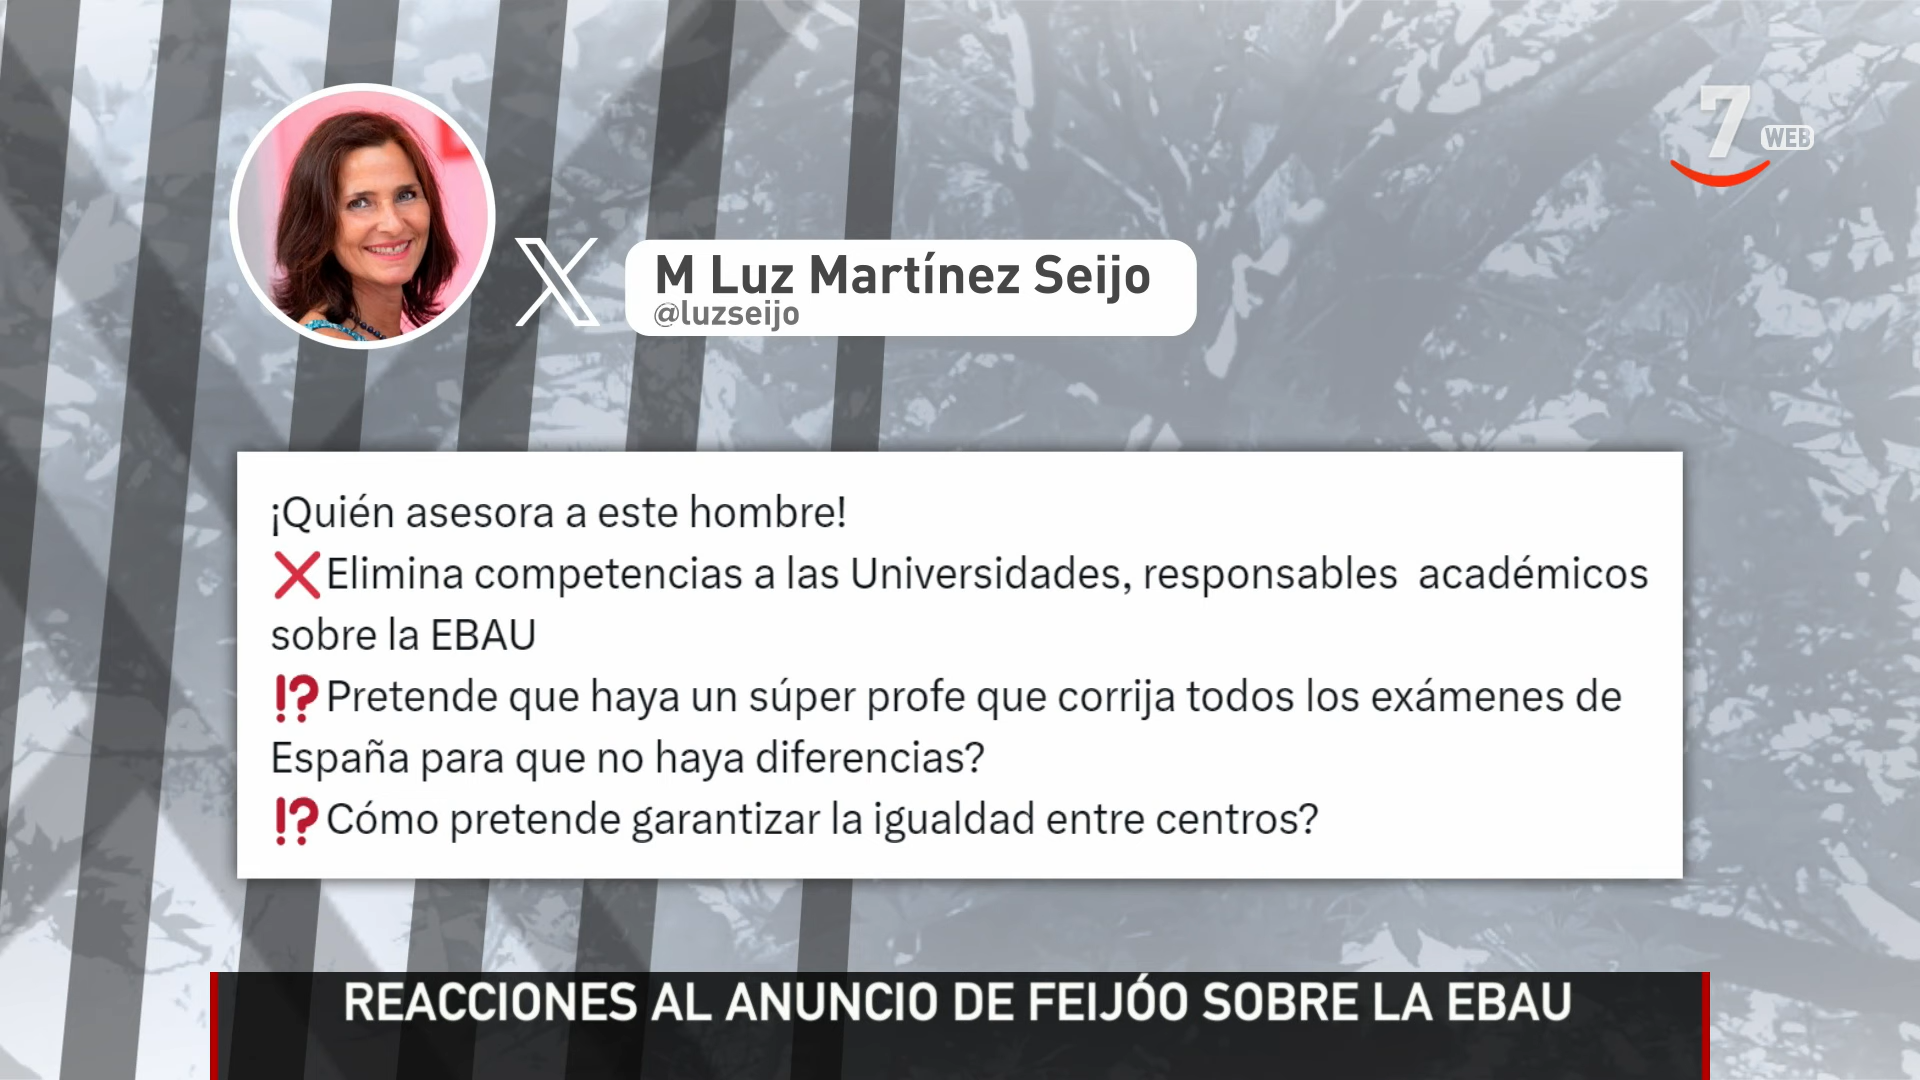 7
WEB
M Luz Martínez Seijo
@luzseijo
¡Quién asesora a este hombre!
❌Elimina competencias a las Universidades, responsables  académicos
sobre la EBAU
⁉️Pretende que haya un súper profe que corrija todos los exámenes de
España para que no haya diferencias?
⁉️Cómo pretende garantizar la igualdad entre centros?
REACCIONES AL ANUNCIO DE FEIJÓO SOBRE LA EBAU